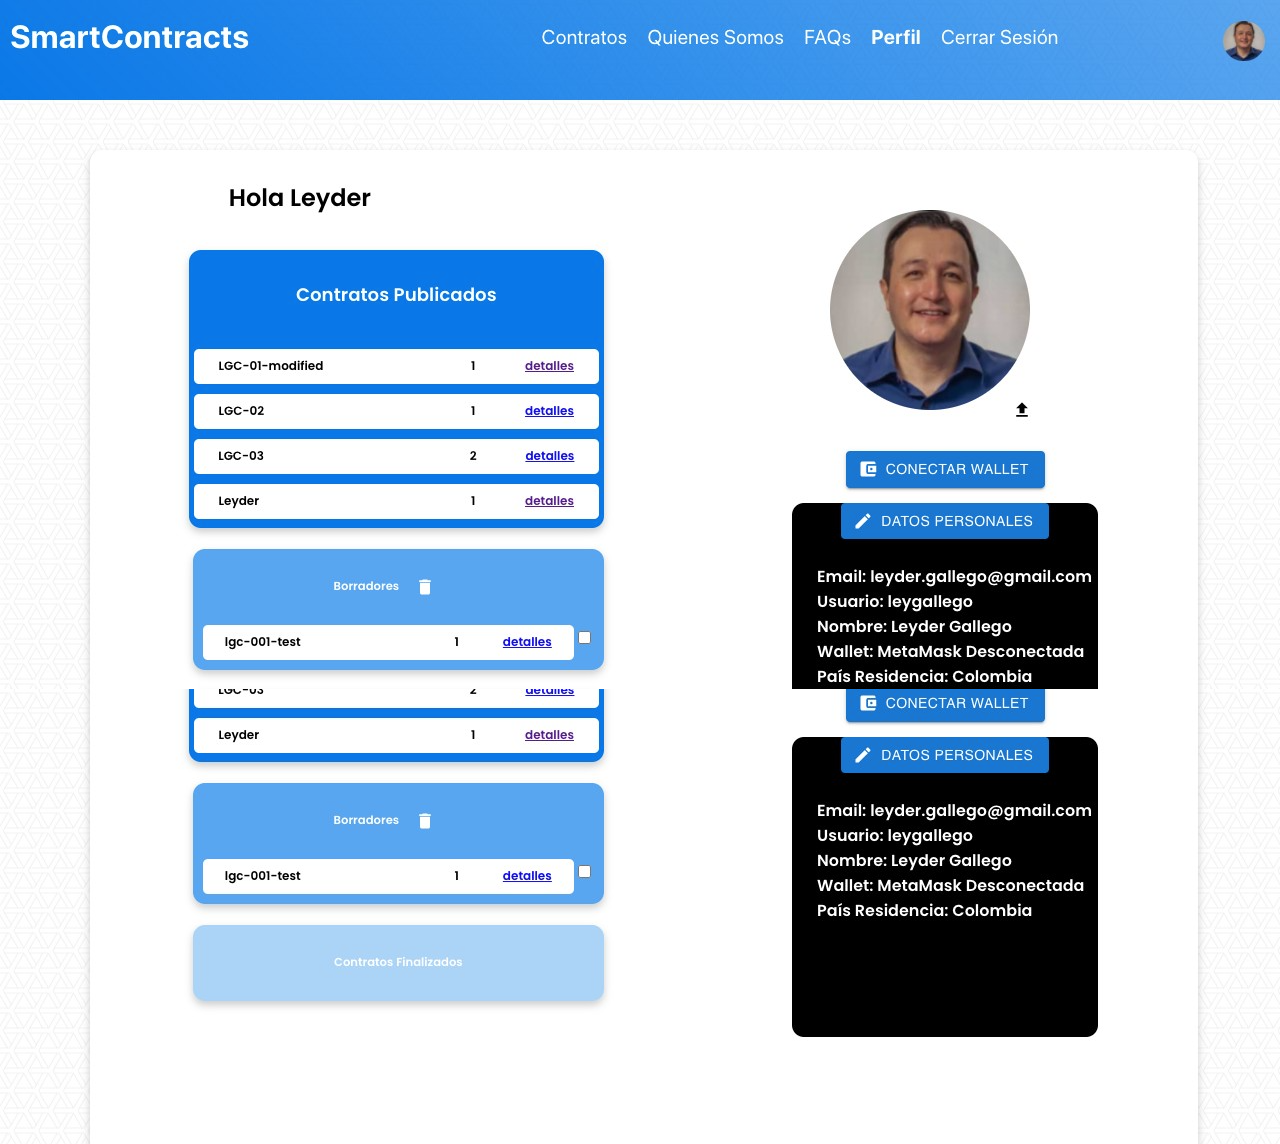 SmartContracts
Contratos Quienes Somos FAQs Perfil Cerrar Sesión
Hola Leyder
Contratos Publicados
LGC-01-modified 1 detalles
LGC-02 1 detalles
LGC-03 2 detalles
Leyder 1 detalles
Borradores
lgc-001-test 1 detalles
CONECTAR WALLET
DATOS PERSONALES
Email: leyder.gallego@gmail.com
Usuario: leygallego
Nombre: Leyder Gallego
Wallet: MetaMask Desconectada
País Residencia: Colombia
LGC-03 2 detalles
Leyder 1 detalles
Borradores
lgc-001-test 1 detalles
Contratos Finalizados
CONECTAR WALLET
DATOS PERSONALES
Email: leyder.gallego@gmail.com
Usuario: leygallego
Nombre: Leyder Gallego
Wallet: MetaMask Desconectada
País Residencia: Colombia